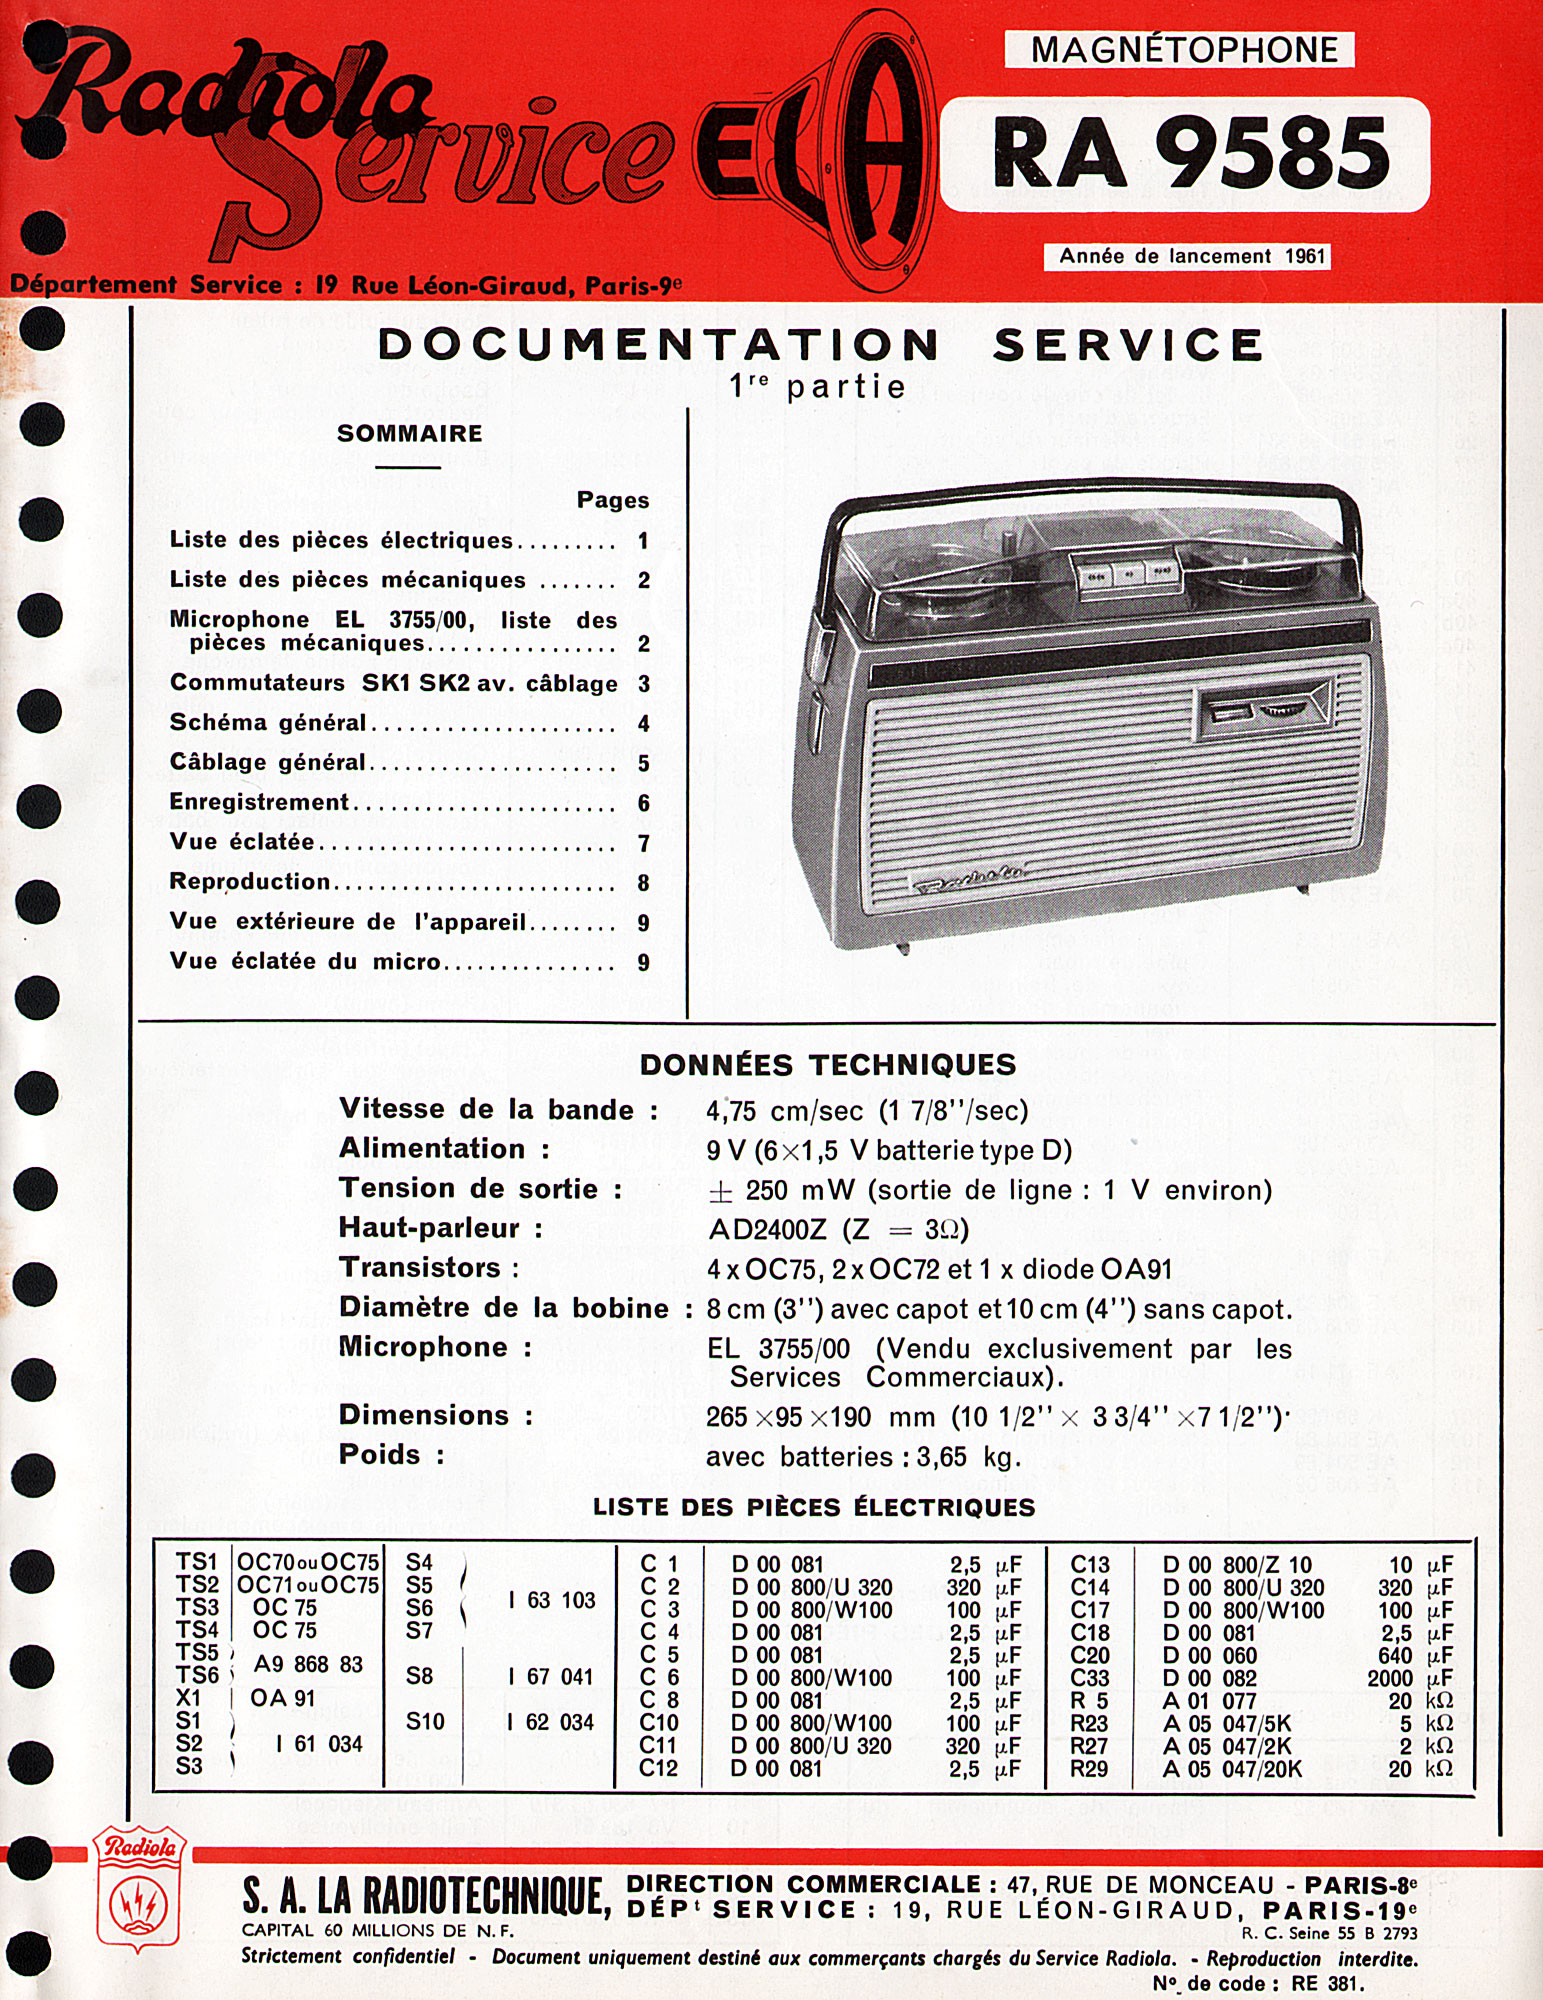 Radiola
Service
ELA
MAGNÉTOPHONE
RA 9585
Année de lancement 1961
Département Service : 19 Rue Léon-Giraud, Paris-9e
DOCUMENTATION SERVICE
1re partie
SOMMAIRE
Pages
Liste des pièces électriques......... 1
Liste des pièces mécaniques ....... 2
Microphone EL 3755/00, liste des
pièces mécaniques................. 2
Commutateurs SK1 SK2 av. câblage 3
Schéma général...................... 4
Câblage général...................... 5
Enregistrement....................... 6
Vue éclatée.......................... 7
Reproduction......................... 8
Vue extérieure de l'appareil........ 9
Vue éclatée du micro................ 9
Radiola
DONNÉES TECHNIQUES
Vitesse de la bande : 4,75 cm/sec (1 7/8''/sec)
Alimentation : 9 V (6×1,5 V batterie type D)
Tension de sortie : ± 250 mW (sortie de ligne : 1 V environ)
Haut-parleur : AD2400Z (Z = 3Ω)
Transistors : 4 x OC75, 2 x OC72 et 1 x diode OA91
Diamètre de la bobine : 8 cm (3'') avec capot et 10 cm (4'') sans capot.
Microphone : EL 3755/00 (Vendu exclusivement par les
Services Commerciaux).
Dimensions : 265 ×95 ×190 mm (10 1/2'' × 3 3/4'' ×7 1/2'').
Poids : avec batteries : 3,65 kg.
LISTE DES PIÈCES ÉLECTRIQUES
TS1 OC70 ou OC75
TS2 OC71 ou OC75
TS3 OC 75
TS4 OC 75
TS5
TS6
A9 868 83
X1 OA 91
S1
S2
S3
I 61 034
S4
S5
S6
S7
I 63 103
S8 I 67 041
S10 I 62 034
C 1 D 00 081 2,5 μF
C 2 D 00 800/U 320 320 μF
C 3 D 00 800/W100 100 μF
C 4 D 00 081 2,5 μF
C 5 D 00 081 2,5 μF
C 6 D 00 800/W100 100 μF
C 8 D 00 081 2,5 μF
C10 D 00 800/W100 100 μF
C11 D 00 800/U 320 320 μF
C12 D 00 081 2,5 μF
C13 D 00 800/Z 10 10 μF
C14 D 00 800/U 320 320 μF
C17 D 00 800/W100 100 μF
C18 D 00 081 2,5 μF
C20 D 00 060 640 μF
C33 D 00 082 2000 μF
R 5 A 01 077 20 kΩ
R23 A 05 047/5K 5 kΩ
R27 A 05 047/2K 2 kΩ
R29 A 05 047/20K 20 kΩ
Radiola
S. A. LA RADIOTECHNIQUE,
DIRECTION COMMERCIALE : 47, RUE DE MONCEAU - PARIS-8e
DÉPt SERVICE : 19, RUE LÉON-GIRAUD, PARIS-19e
CAPITAL 60 MILLIONS DE N. F.
R. C. Seine 55 B 2793
Strictement confidentiel - Document uniquement destiné aux commerçants chargés du Service Radiola. - Reproduction interdite.
No. de code : RE 381.